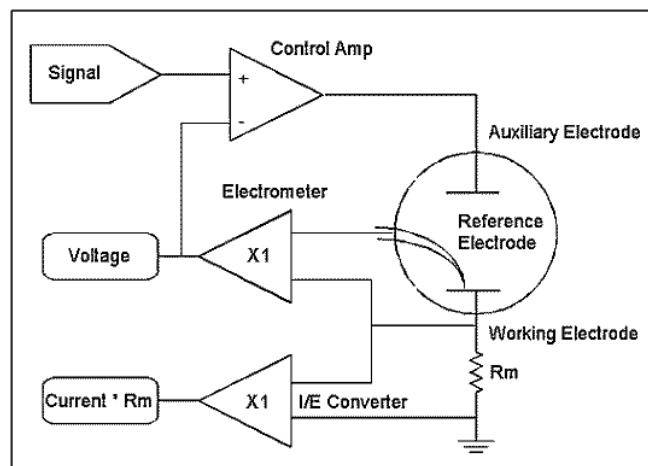 Control Amp
Signal
+
-
Auxiliary Electrode
Electrometer
Reference
Electrode
Voltage
X1
Working Electrode
Rm
Current * Rm
X1
I/E Converter